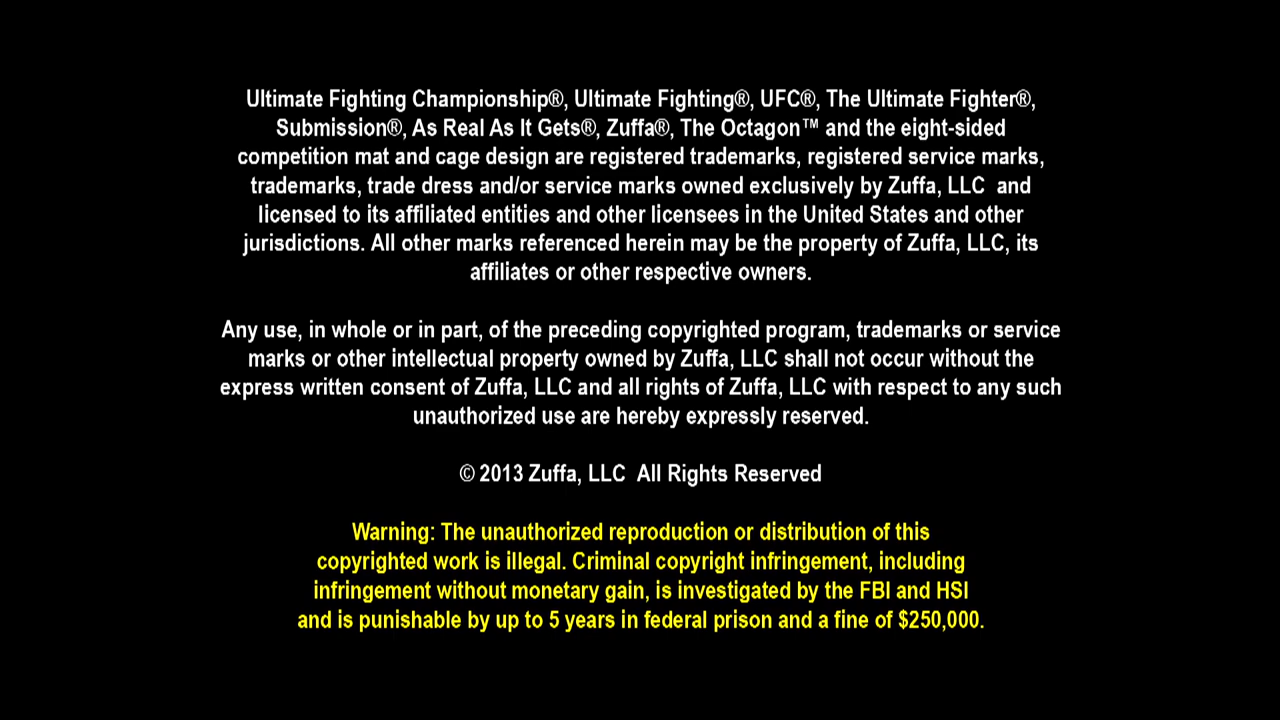 Ultimate Fighting Championship®, Ultimate Fighting®, UFC®, The Ultimate Fighter®,
Submission®, As Real As It Gets®, Zuffa®, The Octagon™ and the eight-sided
competition mat and cage design are registered trademarks, registered service marks,
trademarks, trade dress and/or service marks owned exclusively by Zuffa, LLC  and
licensed to its affiliated entities and other licensees in the United States and other
jurisdictions. All other marks referenced herein may be the property of Zuffa, LLC, its
affiliates or other respective owners.
Any use, in whole or in part, of the preceding copyrighted program, trademarks or service
marks or other intellectual property owned by Zuffa, LLC shall not occur without the
express written consent of Zuffa, LLC and all rights of Zuffa, LLC with respect to any such
unauthorized use are hereby expressly reserved.
© 2013 Zuffa, LLC  All Rights Reserved
Warning: The unauthorized reproduction or distribution of this
copyrighted work is illegal. Criminal copyright infringement, including
infringement without monetary gain, is investigated by the FBI and HSI
and is punishable by up to 5 years in federal prison and a fine of $250,000.